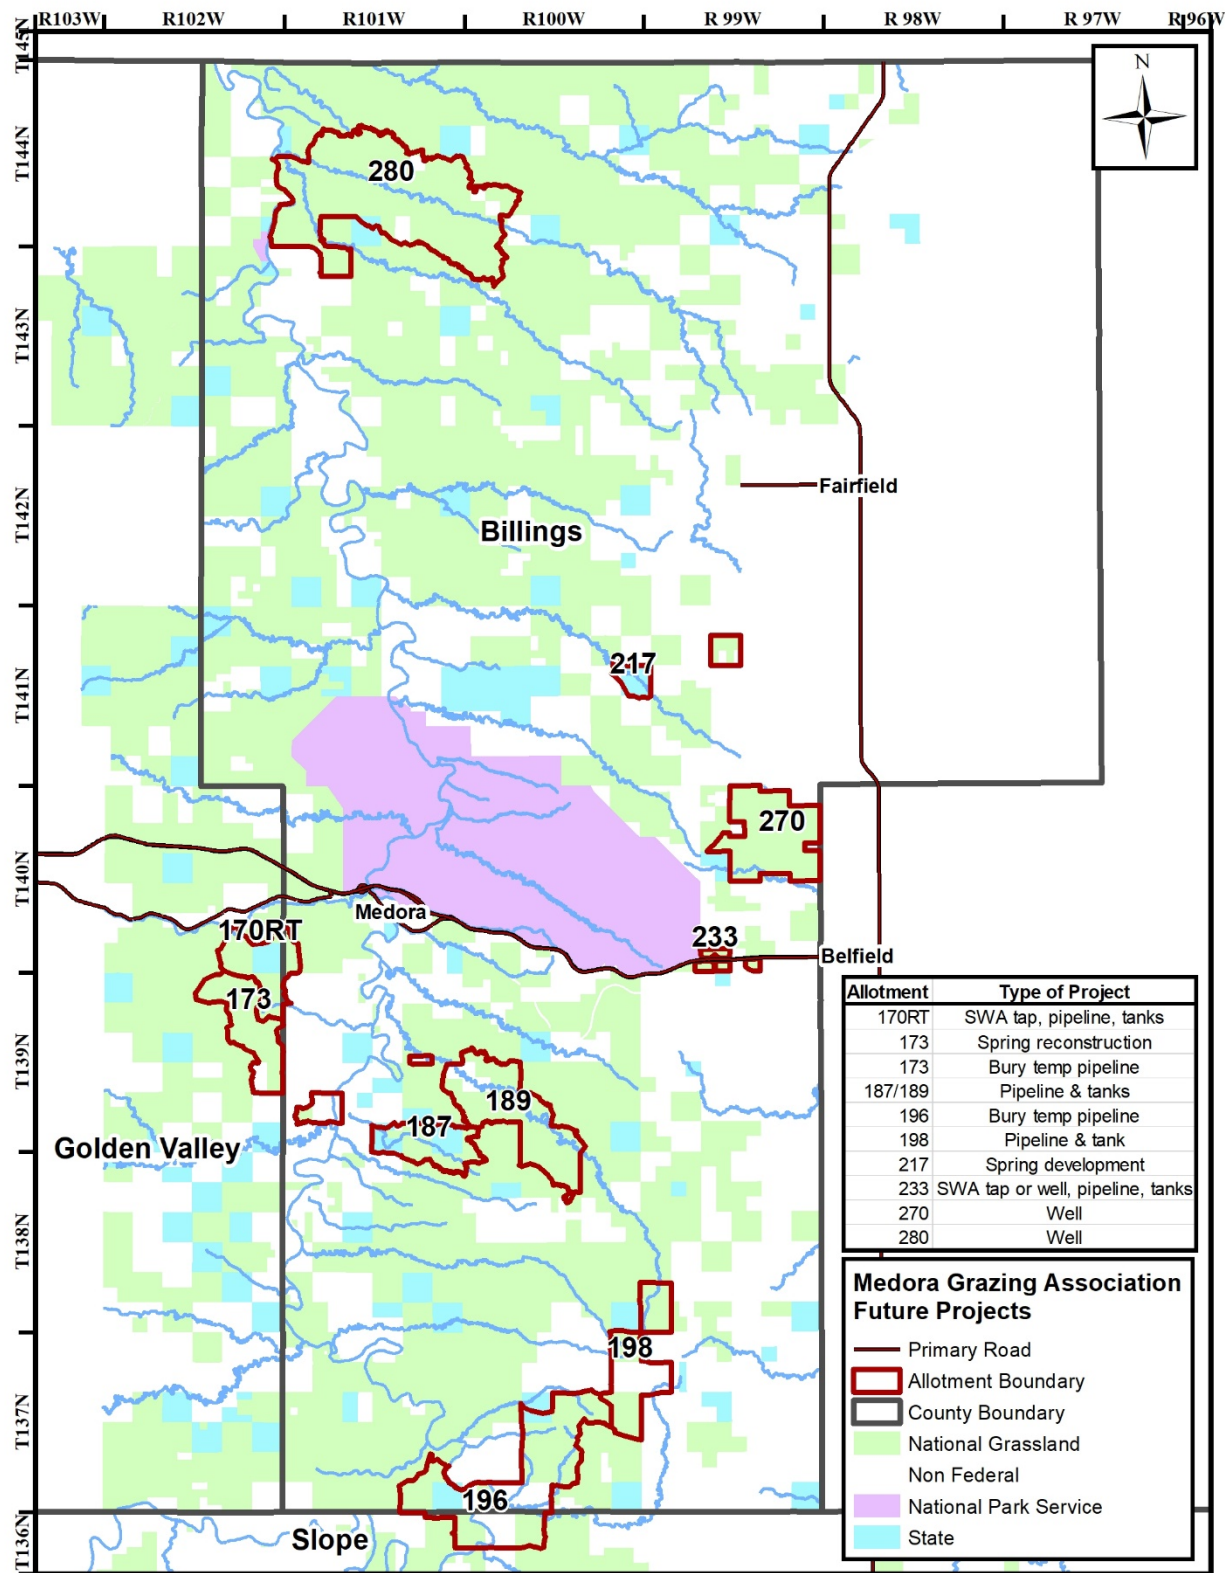 R103W R102W R101W R100W R 99W R 98W R 97W R 96W
T145N
N
T144N
280
T143N
Fairfield
T142N
Billings
217
T141N
270
T140N
Medora
170RT
233
Belfield
173
T139N
189
187
Golden Valley
T138N
198
T137N
196
T136N
Slope
Allotment Type of Project
170RT SWA tap, pipeline, tanks
173 Spring reconstruction
173 Bury temp pipeline
187/189 Pipeline & tanks
196 Bury temp pipeline
198 Pipeline & tank
217 Spring development
233 SWA tap or well, pipeline, tanks
270 Well
280 Well
Medora Grazing Association
Future Projects
Primary Road
Allotment Boundary
County Boundary
National Grassland
Non Federal
National Park Service
State